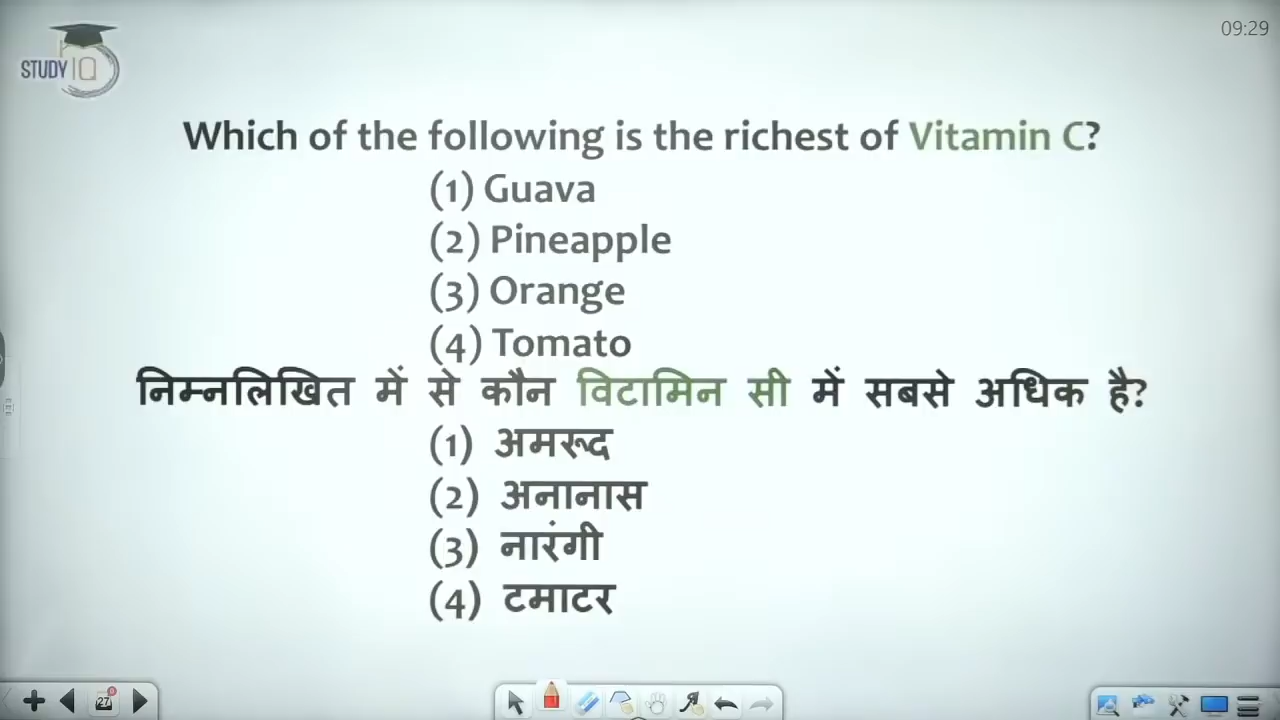 STUDY IQ
09:29
Which of the following is the richest of Vitamin C?
(1) Guava
(2) Pineapple
(3) Orange
(4) Tomato
निम्नलिखित में से कौन विटामिन सी में सबसे अधिक है?
(1) अमरूद
(2) अनानास
(3) नारंगी
(4) टमाटर
27